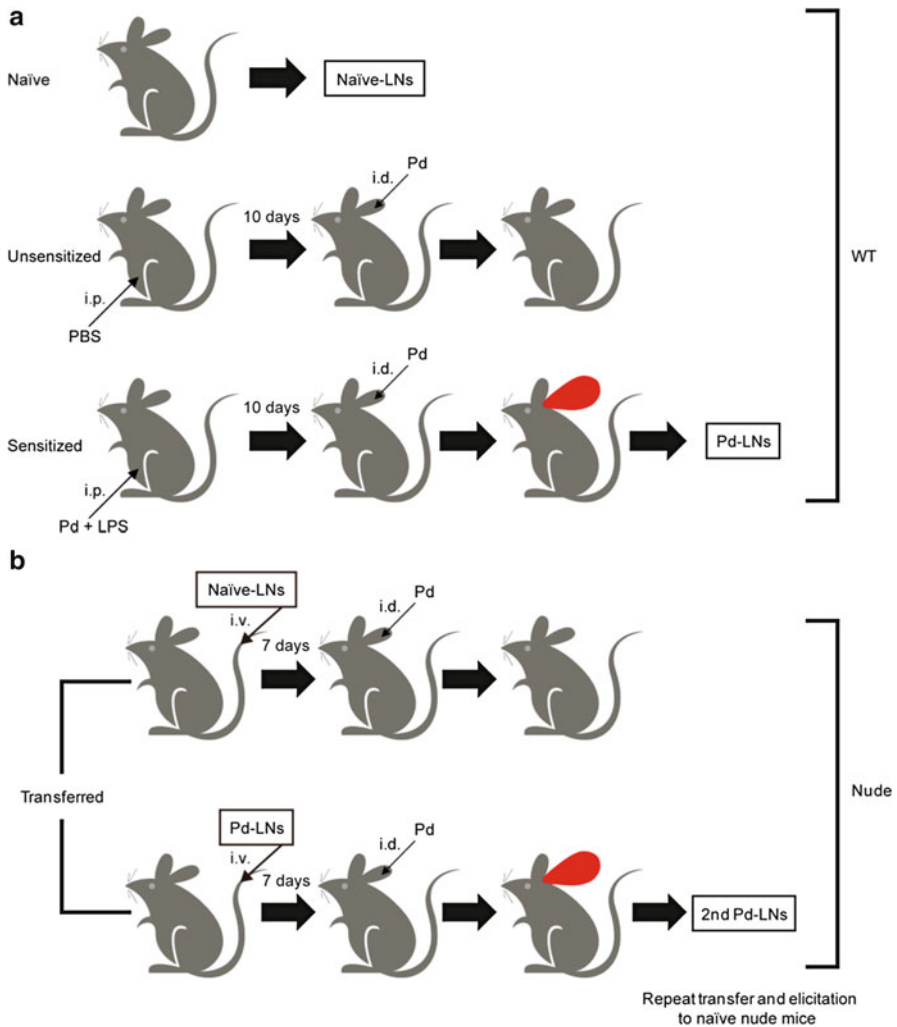 a
Naïve
Naïve-LNs
i.d.
Pd
10 days
Unsensitized
i.p.
PBS
WT
i.d.
Pd
10 days
Sensitized
Pd-LNs
i.p.
Pd + LPS
b
Naïve-LNs
i.v.
7 days
i.d.
Pd
Transferred
Nude
Pd-LNs
i.v.
7 days
i.d.
Pd
2nd Pd-LNs
Repeat transfer and elicitation
to naïve nude mice